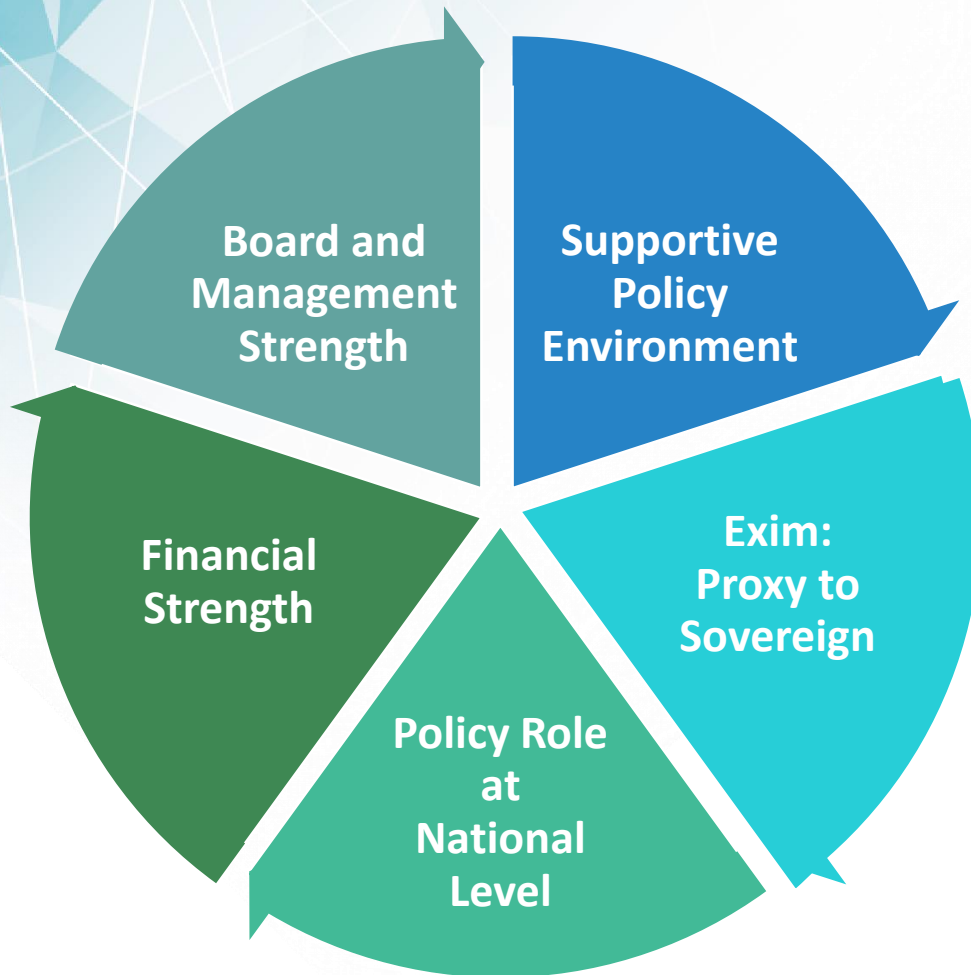 Board and
Management
Strength
Supportive
Policy
Environment
Exim:
Proxy to
Sovereign
Policy Role
at
National
Level
Financial
Strength